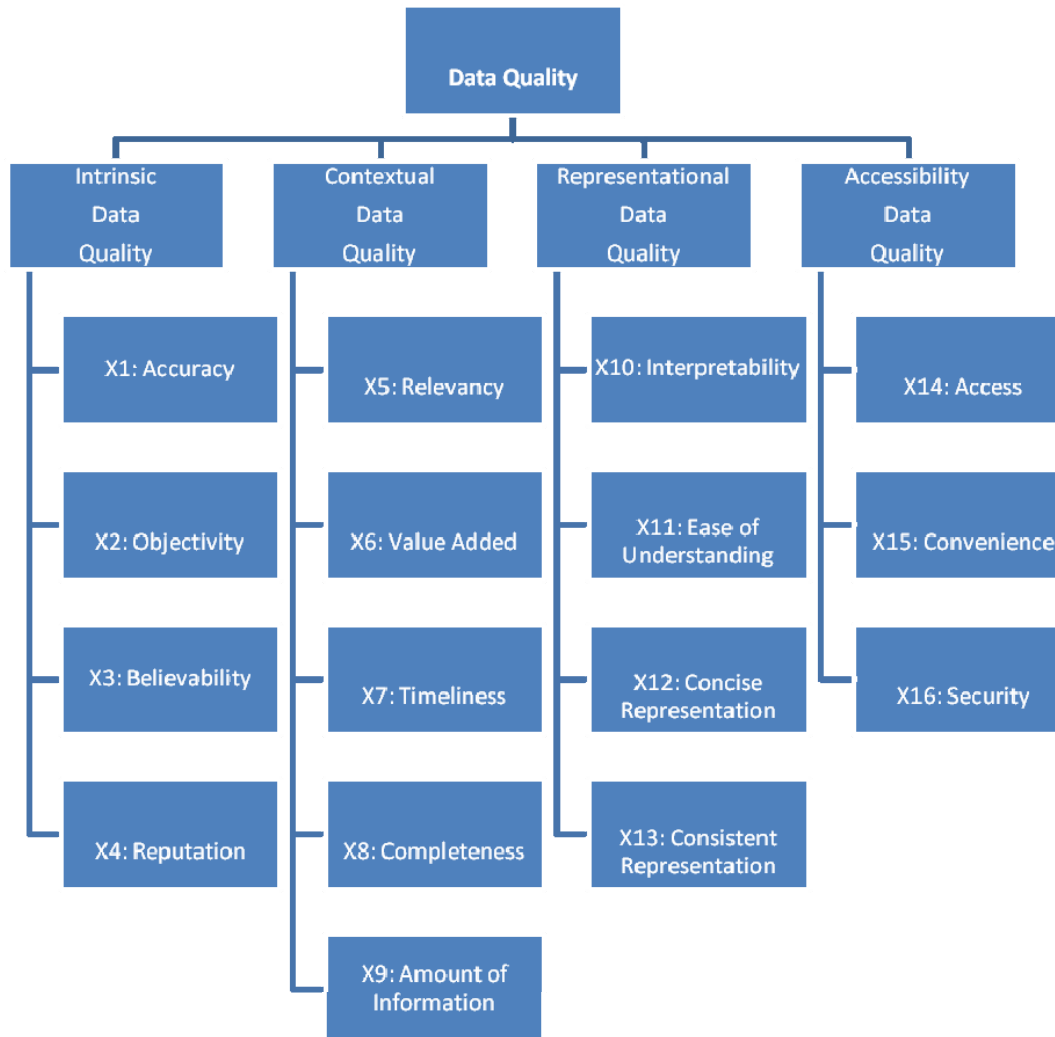 Data Quality
Intrinsic
Data
Quality
Contextual
Data
Quality
Representational
Data
Quality
Accessibility
Data
Quality
X1: Accuracy
X2: Objectivity
X3: Believability
X4: Reputation
X5: Relevancy
X6: Value Added
X7: Timeliness
X8: Completeness
X9: Amount of
Information
X10: Interpretability
X11: Ease of
Understanding
X12: Concise
Representation
X13: Consistent
Representation
X14: Access
X15: Convenience
X16: Security